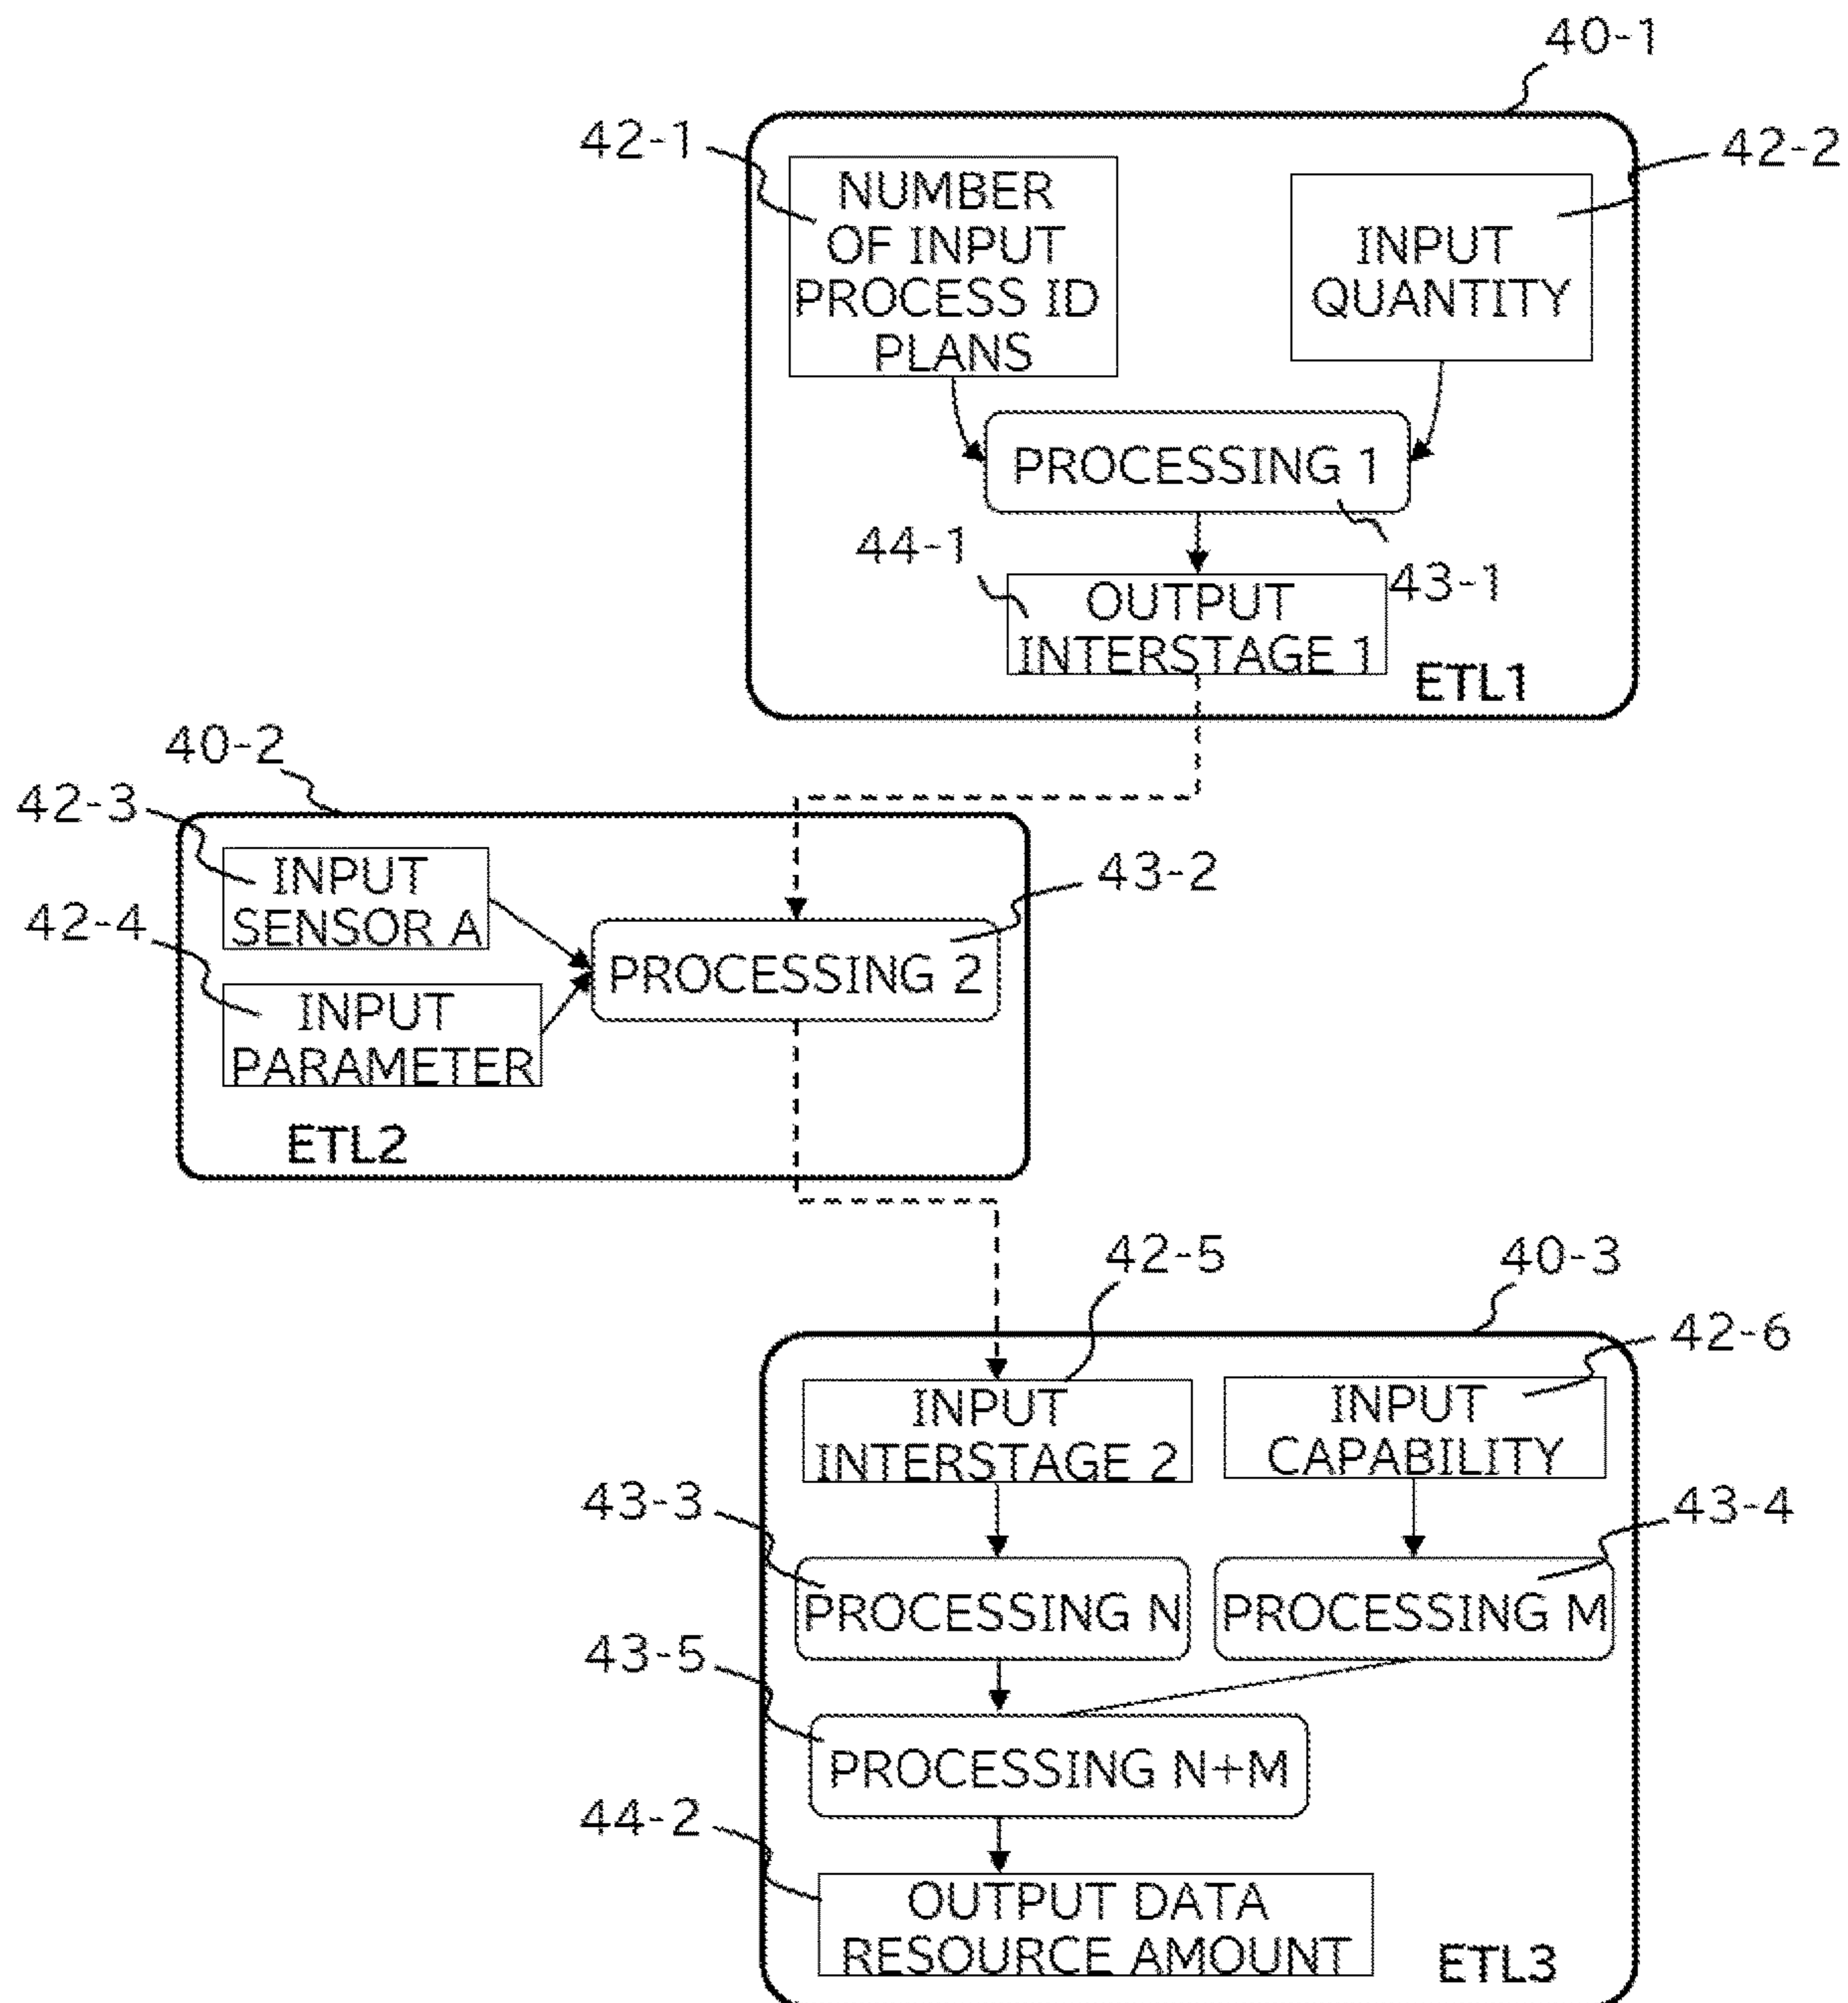 40-1
42-1
42-2
NUMBER
OF INPUT
PROCESS ID
PLANS
INPUT
QUANTITY
PROCESSING 1
44-1
43-1
OUTPUT
INTERSTAGE 1
ETL1
40-2
42-3
43-2
INPUT
SENSOR A
42-4
PROCESSING 2
INPUT
PARAMETER
ETL2
42-5
40-3
42-6
INPUT
INTERSTAGE 2
INPUT
CAPABILITY
43-3
43-4
PROCESSING N
PROCESSING M
43-5
PROCESSING N+M
44-2
OUTPUT DATA
RESOURCE AMOUNT
ETL3